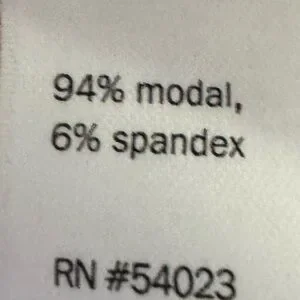 94% modal,
6% spandex
RN #54023